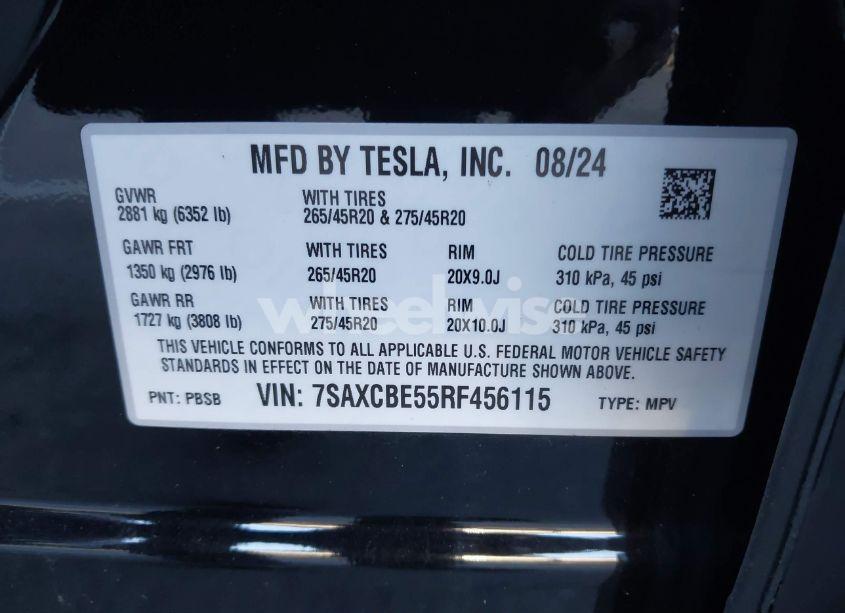 MFD BY TESLA, INC. 08/24
GVWR WITH TIRES
2881 kg (6352 lb) 265/45R20 & 275/45R20
GAWR FRT WITH TIRES RIM COLD TIRE PRESSURE
1350 kg (2976 lb) 265/45R20 20X9.0J 310 kPa, 45 psi
GAWR RR WITH TIRES RIM COLD TIRE PRESSURE
1727 kg (3808 lb) 275/45R20 20X10.0J 310 kPa, 45 psi
THIS VEHICLE CONFORMS TO ALL APPLICABLE U.S. FEDERAL MOTOR VEHICLE SAFETY
STANDARDS IN EFFECT ON THE DATE OF MANUFACTURE SHOWN ABOVE.
PNT: PBSB VIN: 7SAXCBE55RF456115 TYPE: MPV